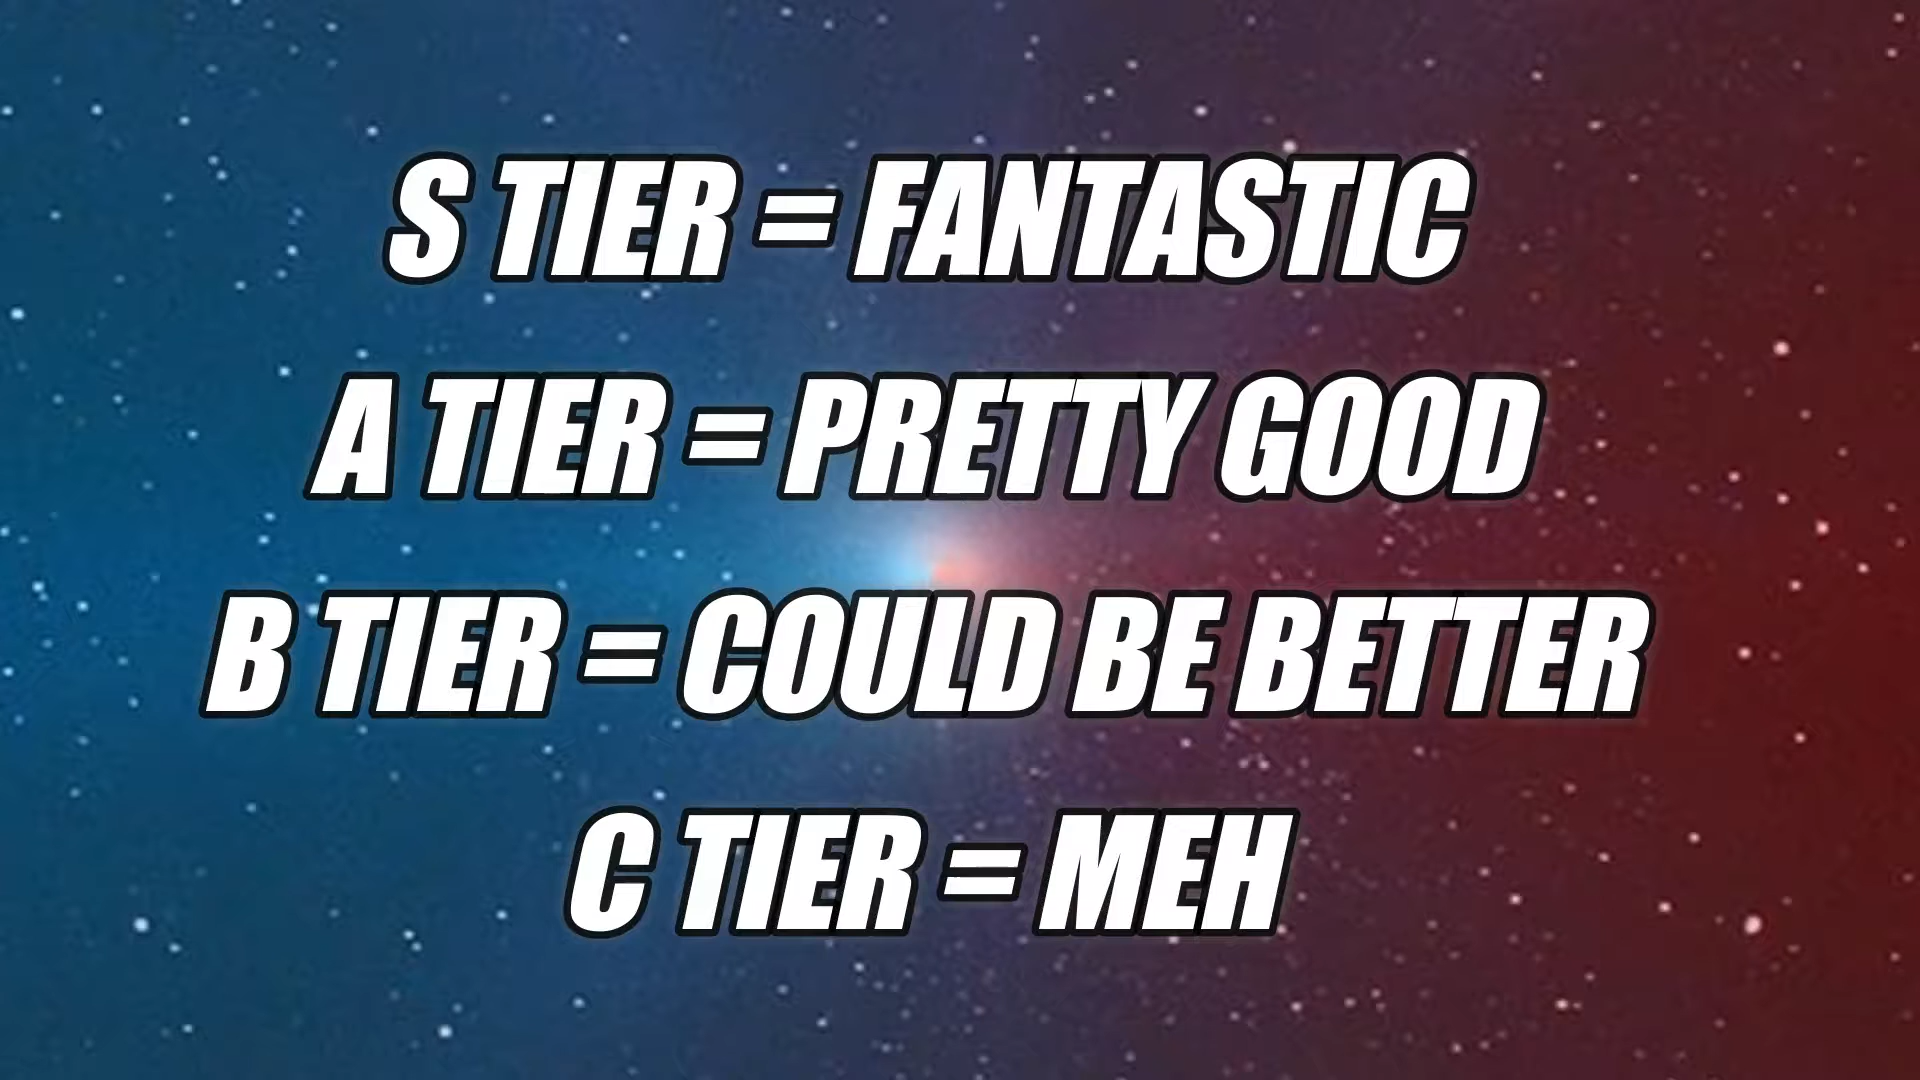 S TIER = FANTASTIC
A TIER = PRETTY GOOD
B TIER = COULD BE BETTER
C TIER = MEH